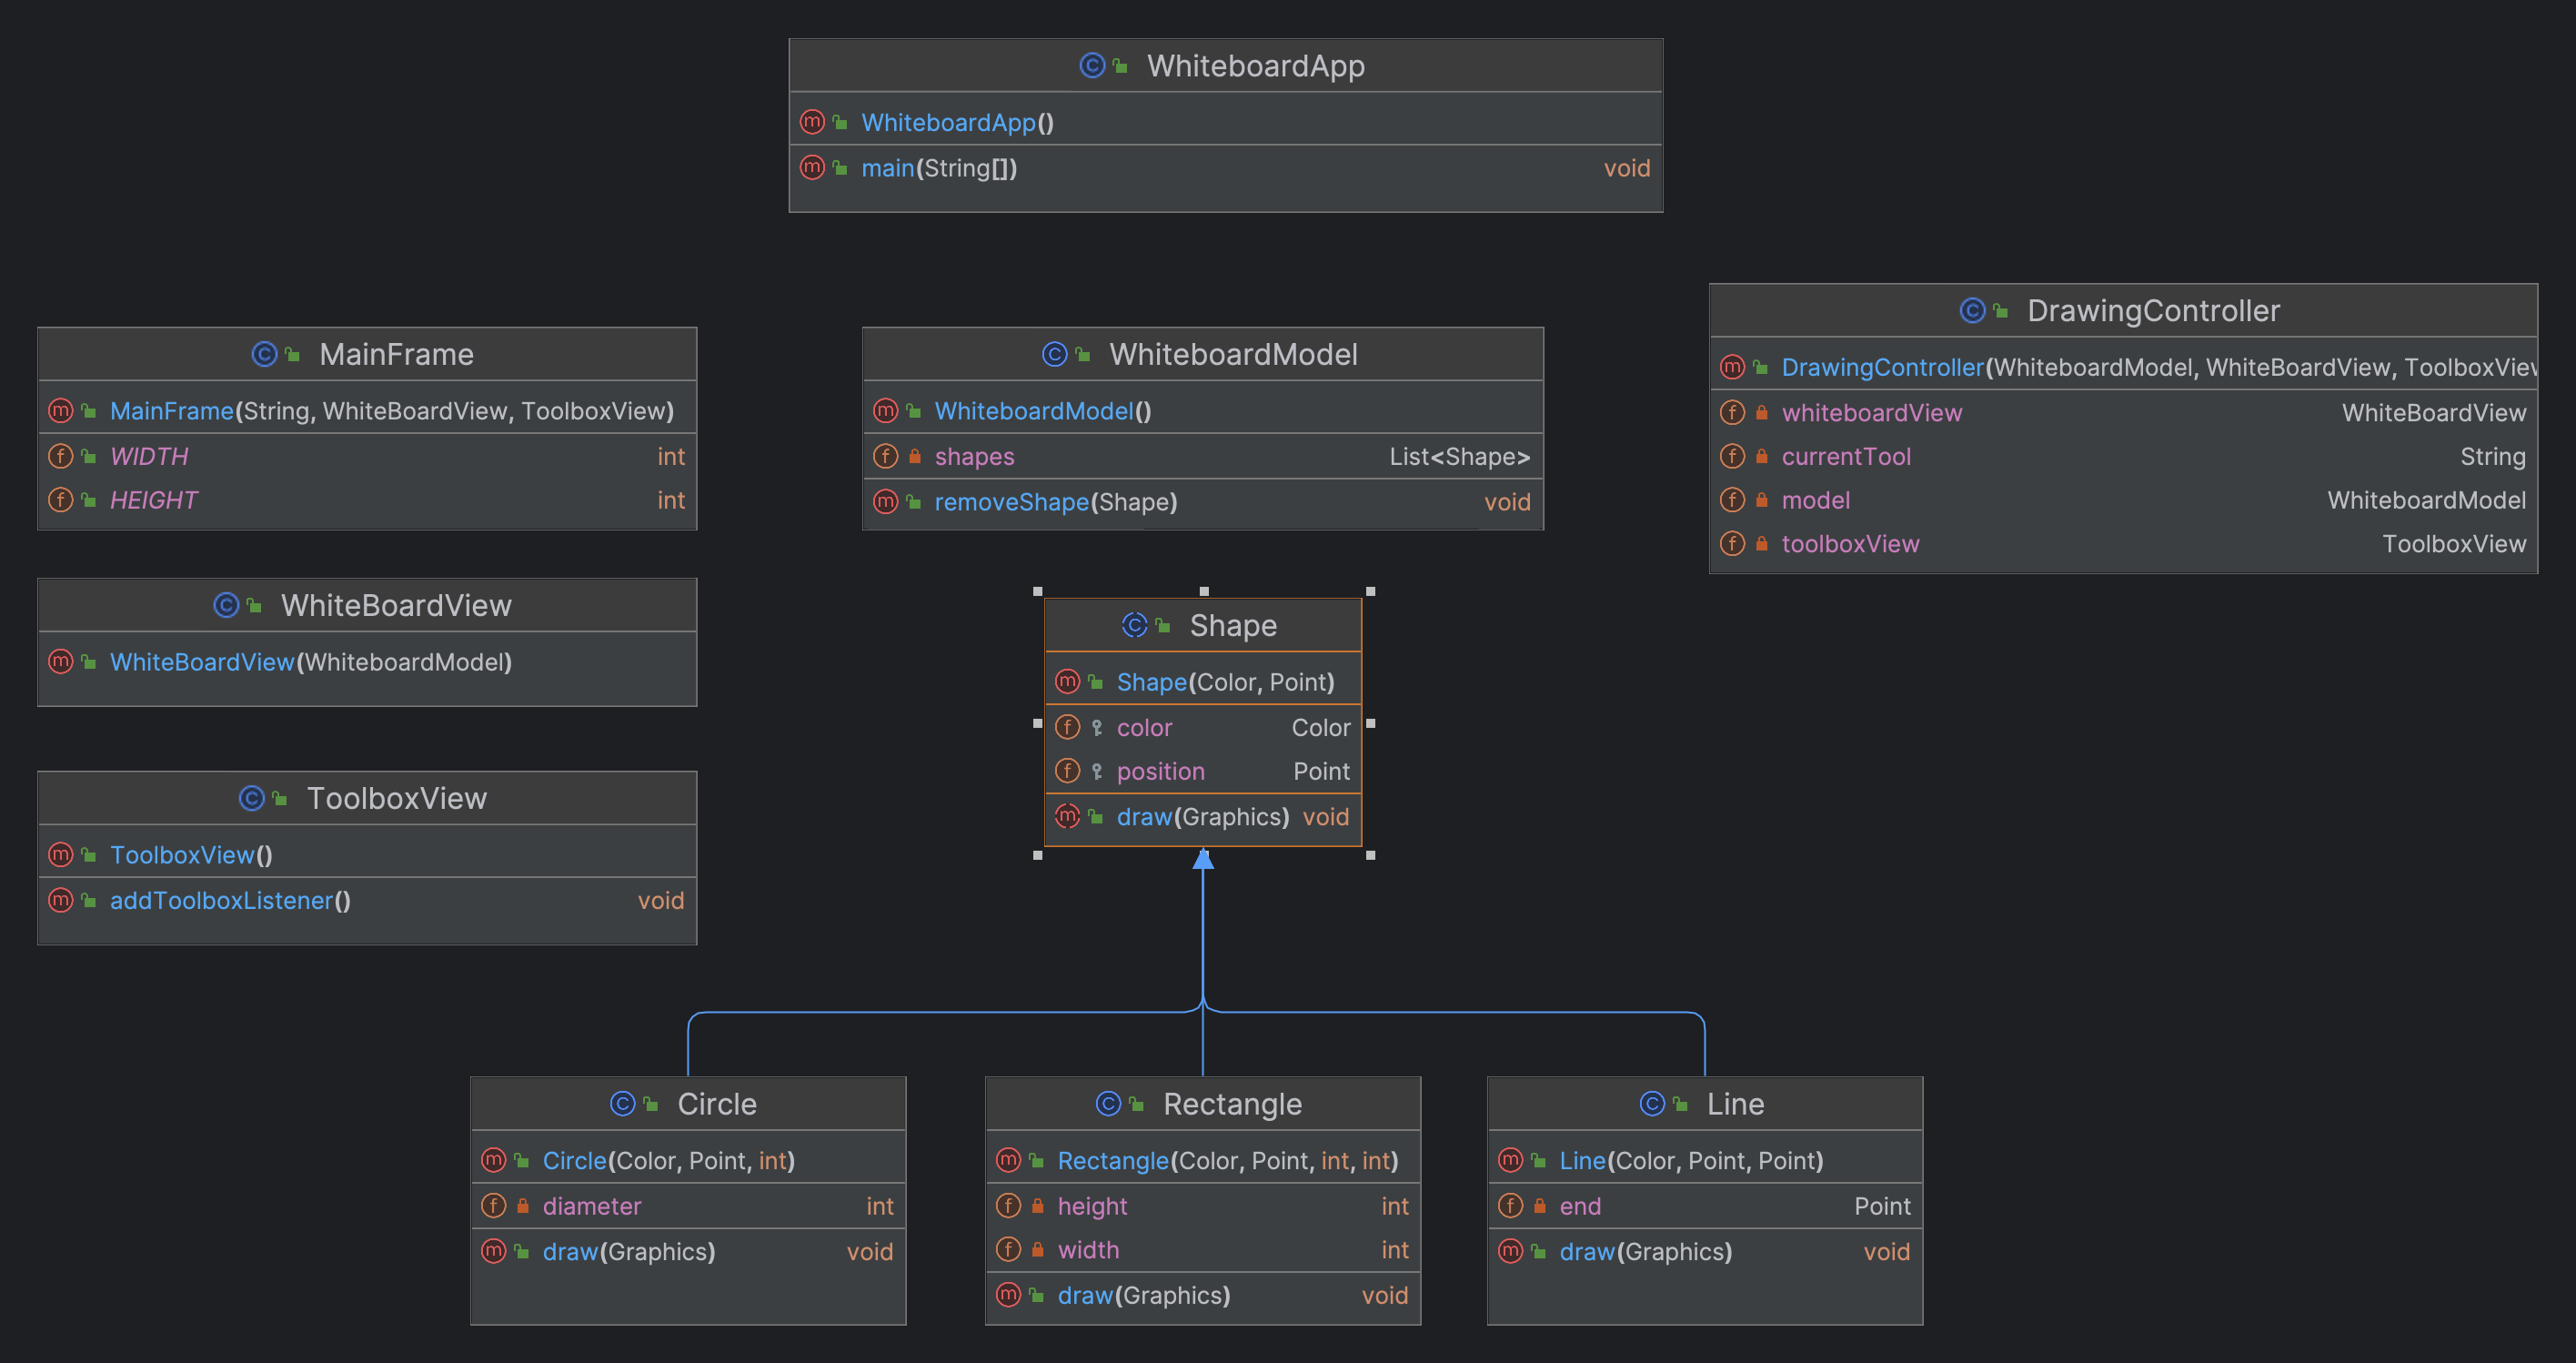 WhiteboardApp
WhiteboardApp()
main(String[]) void
MainFrame
MainFrame(String, WhiteBoardView, ToolboxView)
WIDTH int
HEIGHT int
WhiteboardModel
WhiteboardModel()
shapes List<Shape>
removeShape(Shape) void
DrawingController
DrawingController(WhiteboardModel, WhiteBoardView, ToolboxView
whiteboardView WhiteBoardView
currentTool String
model WhiteboardModel
toolboxView ToolboxView
WhiteBoardView
WhiteBoardView(WhiteboardModel)
Shape
Shape(Color, Point)
color Color
position Point
draw(Graphics) void
ToolboxView
ToolboxView()
addToolboxListener() void
Circle
Circle(Color, Point, int)
diameter int
draw(Graphics) void
Rectangle
Rectangle(Color, Point, int, int)
height int
width int
draw(Graphics) void
Line
Line(Color, Point, Point)
end Point
draw(Graphics) void